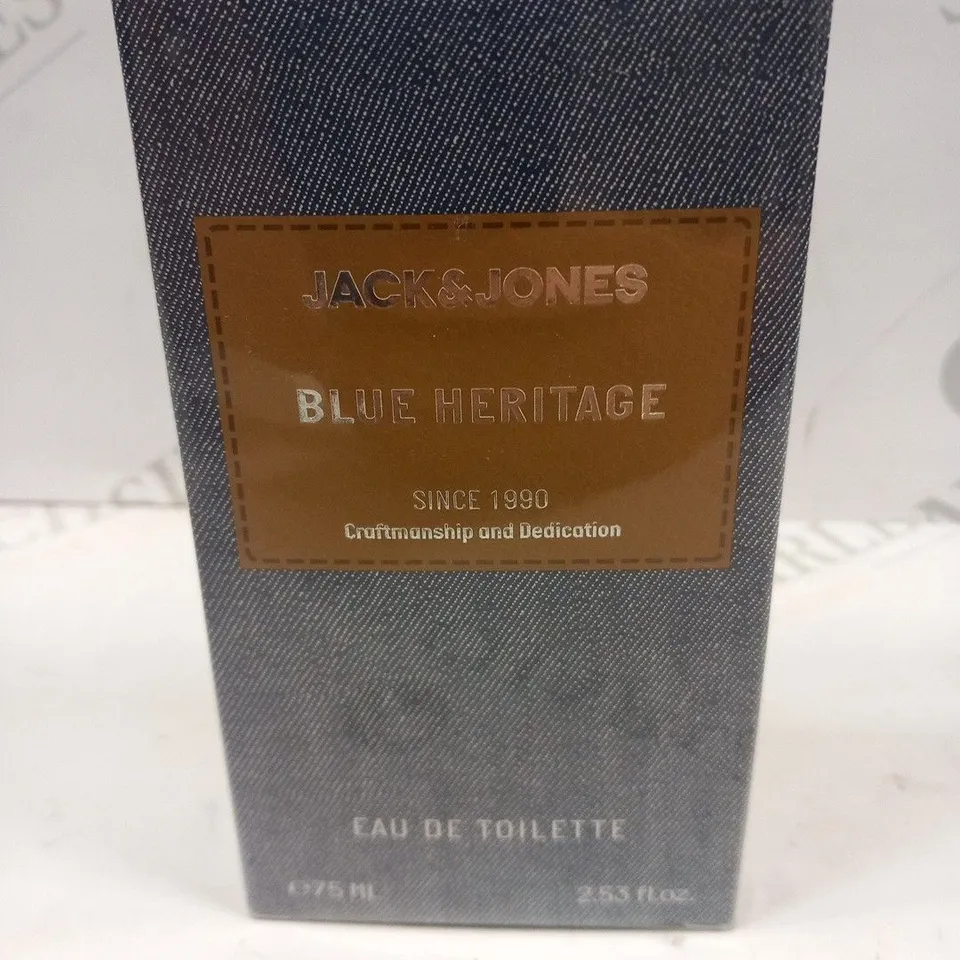 JACK&JONES
BLUE HERITAGE
SINCE 1990
Craftmanship and Dedication
EAU DE TOILETTE
℮75 ML 2.53 fl.oz.